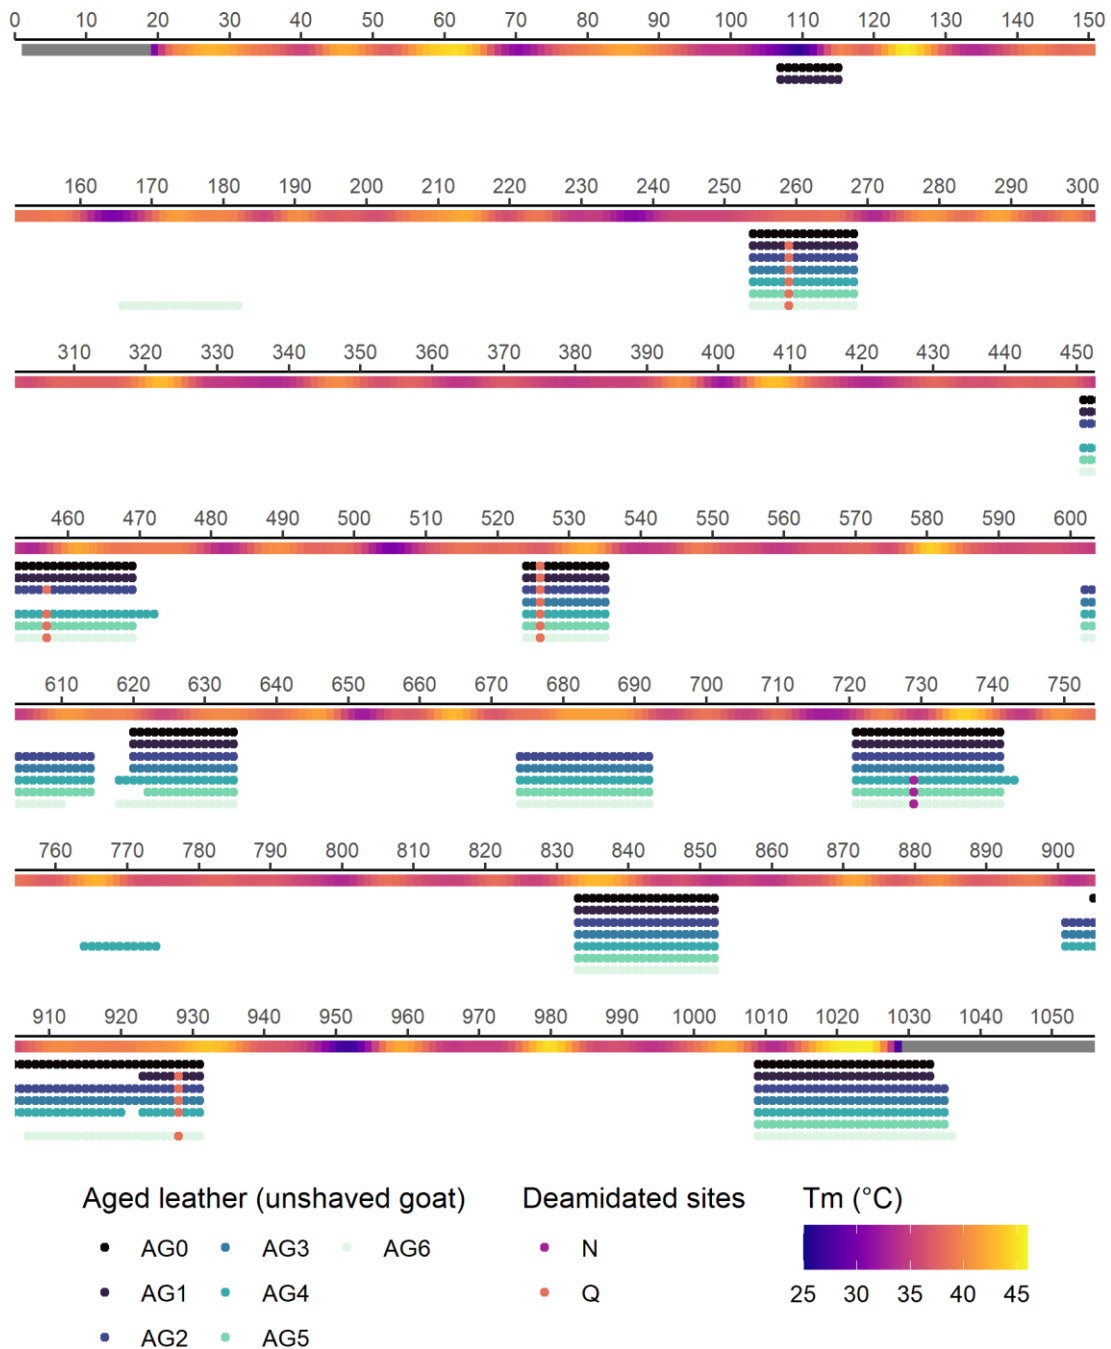 0 10 20 30 40 50 60 70 80 90 100 110 120 130 140 150
160 170 180 190 200 210 220 230 240 250 260 270 280 290 300
310 320 330 340 350 360 370 380 390 400 410 420 430 440 450
460 470 480 490 500 510 520 530 540 550 560 570 580 590 600
610 620 630 640 650 660 670 680 690 700 710 720 730 740 750
760 770 780 790 800 810 820 830 840 850 860 870 880 890 900
910 920 930 940 950 960 970 980 990 1000 1010 1020 1030 1040 1050
Aged leather (unshaved goat) Deamidated sites Tm (°C)
AG0 AG3 AG6 N
AG1 AG4 Q 25 30 35 40 45
AG2 AG5